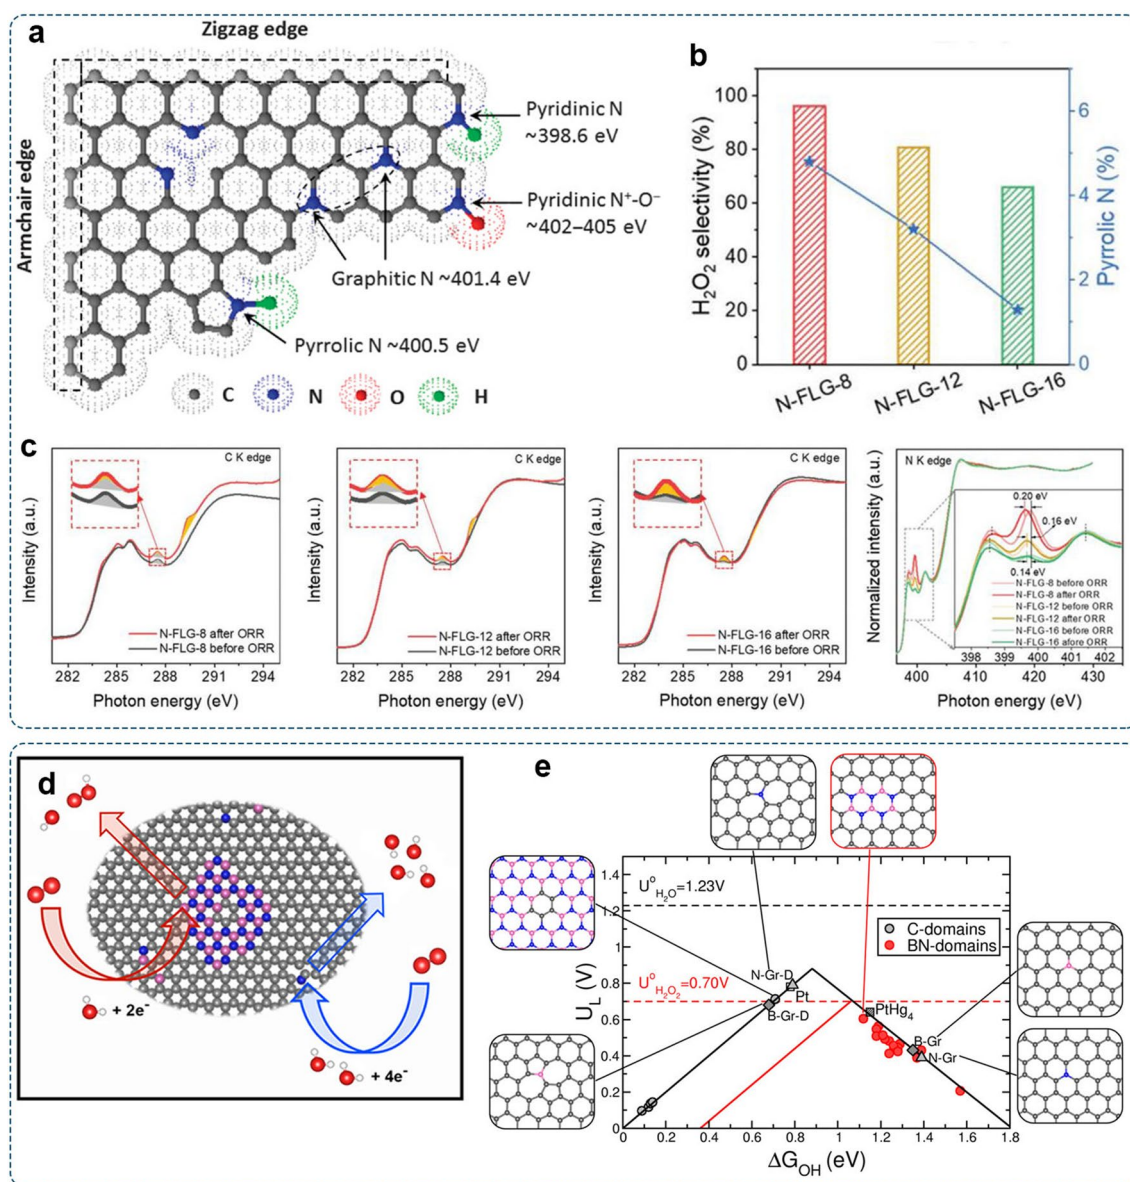 a
Zigzag edge
Armchair edge
Pyridinic N
~398.6 eV
Pyridinic N⁺-O⁻
~402–405 eV
Graphitic N ~401.4 eV
Pyrrolic N ~400.5 eV
C N O H
b
H₂O₂ selectivity (%)
100
80
60
40
20
0
Pyrrolic N (%)
6
4
2
0
N-FLG-8 N-FLG-12 N-FLG-16
c
C K edge
Intensity (a.u.)
N-FLG-8 after ORR
N-FLG-8 before ORR
282 285 288 291 294
Photon energy (eV)
C K edge
Intensity (a.u.)
N-FLG-12 after ORR
N-FLG-12 before ORR
282 285 288 291 294
Photon energy (eV)
C K edge
Intensity (a.u.)
N-FLG-16 after ORR
N-FLG-16 before ORR
282 285 288 291 294
Photon energy (eV)
N K edge
Normalized intensity (a.u.)
0.20 eV
0.16 eV
0.14 eV
N-FLG-8 before ORR
N-FLG-8 after ORR
N-FLG-12 before ORR
N-FLG-12 after ORR
N-FLG-16 before ORR
N-FLG-16 afore ORR
398 399 400 401 402
400 410 420 430
Photon energy (eV)
d
+ 2e⁻
+ 4e⁻
e
U_L (V)
1.4
1.2
1
0.8
0.6
0.4
0.2
0
U°H₂O=1.23V
C-domains
BN-domains
U°H₂O₂=0.70V
N-Gr-D
Pt
B-Gr-D
PtHg₄
B-Gr
N-Gr
0 0.2 0.4 0.6 0.8 1.0 1.2 1.4 1.6 1.8
ΔG_OH (eV)